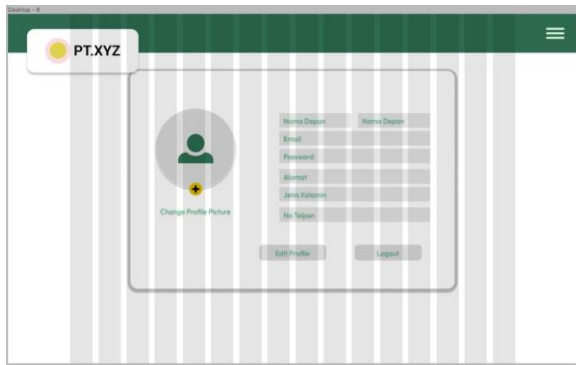 Desktop - 8
PT.XYZ
Nama Depan Nama Depan
Email
Password
Alamat
Jenis Kelamin
No Telpon
Change Profile Picture
Edit Profile Logout